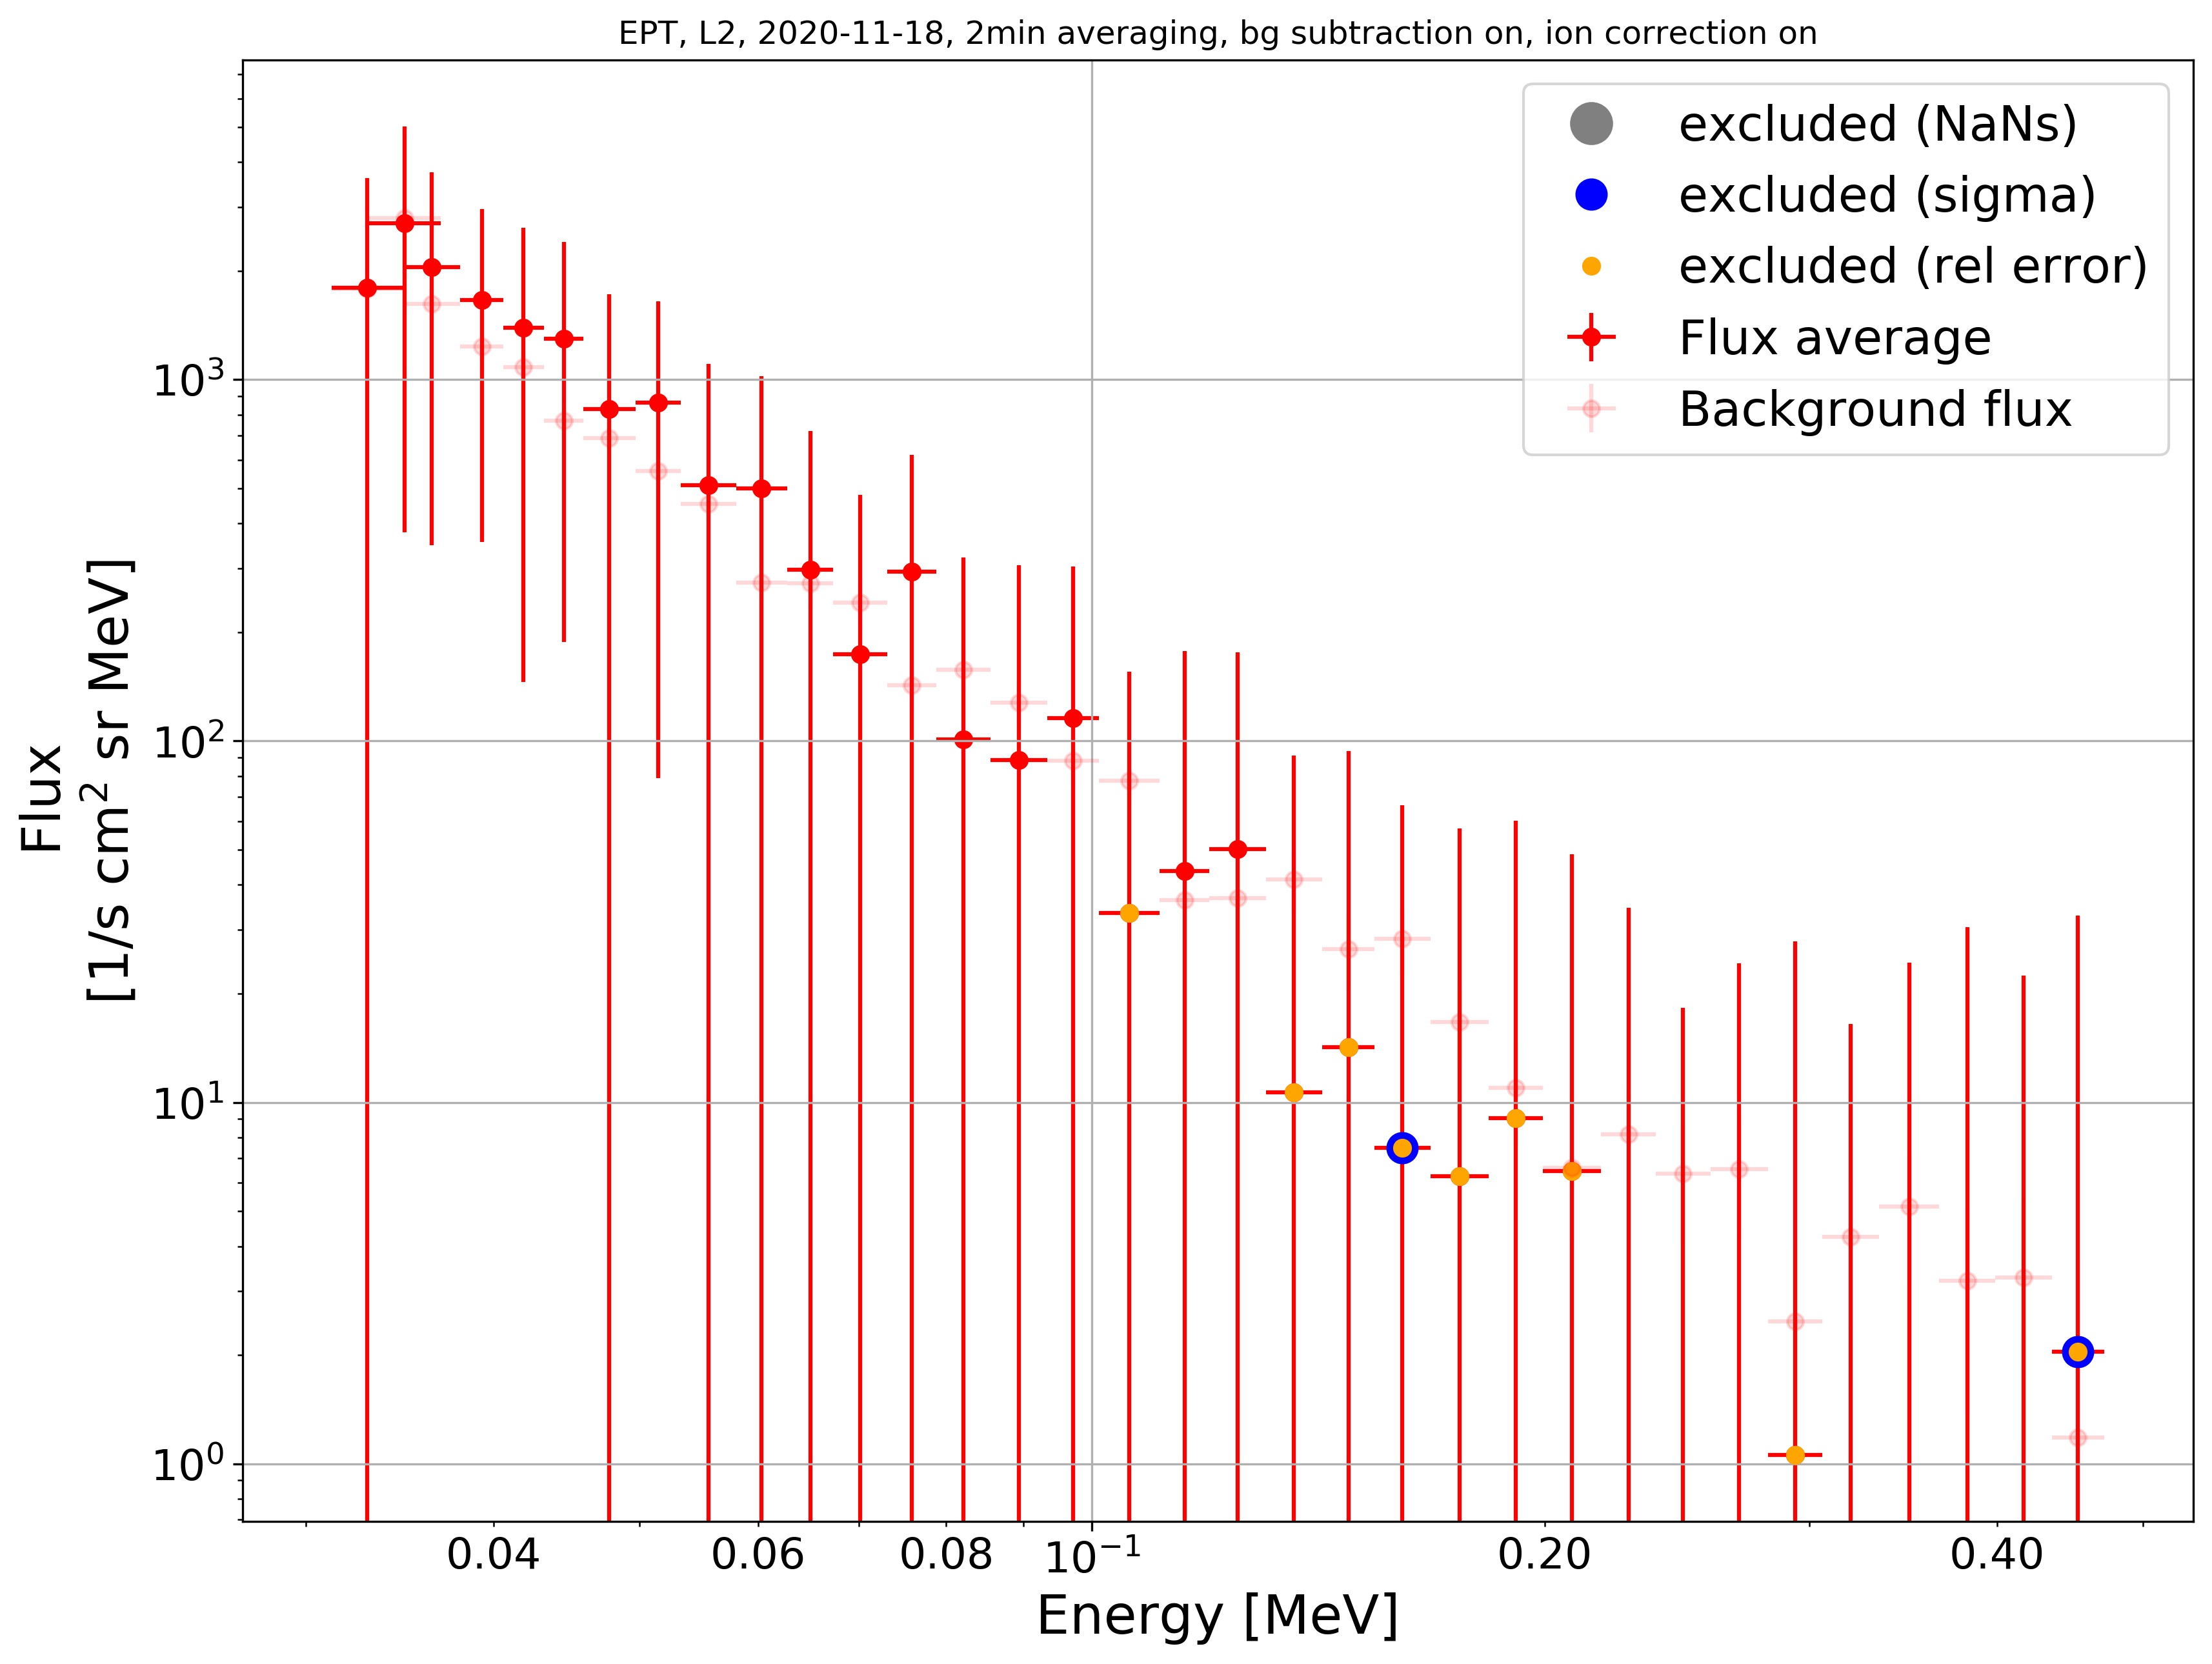 EPT, L2, 2020-11-18, 2min averaging, bg subtraction on, ion correction on
excluded (NaNs)
excluded (sigma)
excluded (rel error)
Flux average
Background flux
Flux
[1/s cm² sr MeV]
10³
10²
10¹
10⁰
0.04
0.06
0.08
10⁻¹
0.20
0.40
Energy [MeV]